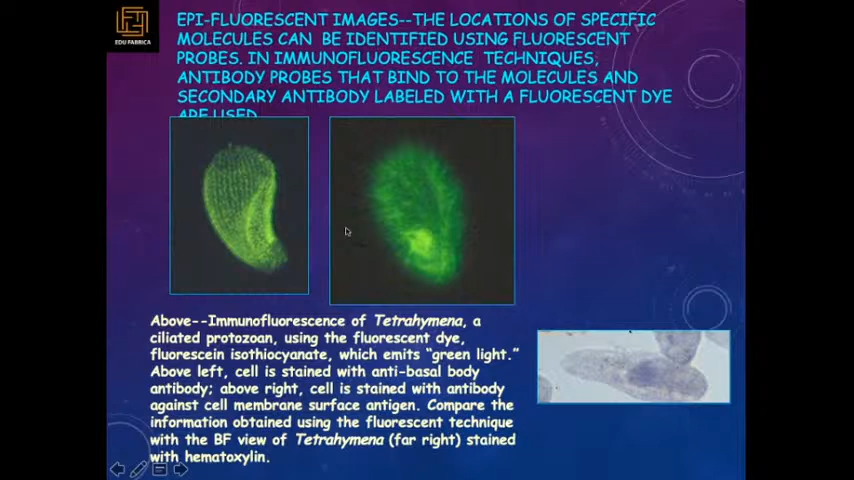 EDU FABRICA
EPI-FLUORESCENT IMAGES--THE LOCATIONS OF SPECIFIC
MOLECULES CAN BE IDENTIFIED USING FLUORESCENT
PROBES. IN IMMUNOFLUORESCENCE TECHNIQUES,
ANTIBODY PROBES THAT BIND TO THE MOLECULES AND
SECONDARY ANTIBODY LABELED WITH A FLUORESCENT DYE
ARE USED
Above--Immunofluorescence of Tetrahymena, a
ciliated protozoan, using the fluorescent dye,
fluorescein isothiocyanate, which emits “green light.”
Above left, cell is stained with anti-basal body
antibody; above right, cell is stained with antibody
against cell membrane surface antigen. Compare the
information obtained using the fluorescent technique
with the BF view of Tetrahymena (far right) stained
with hematoxylin.